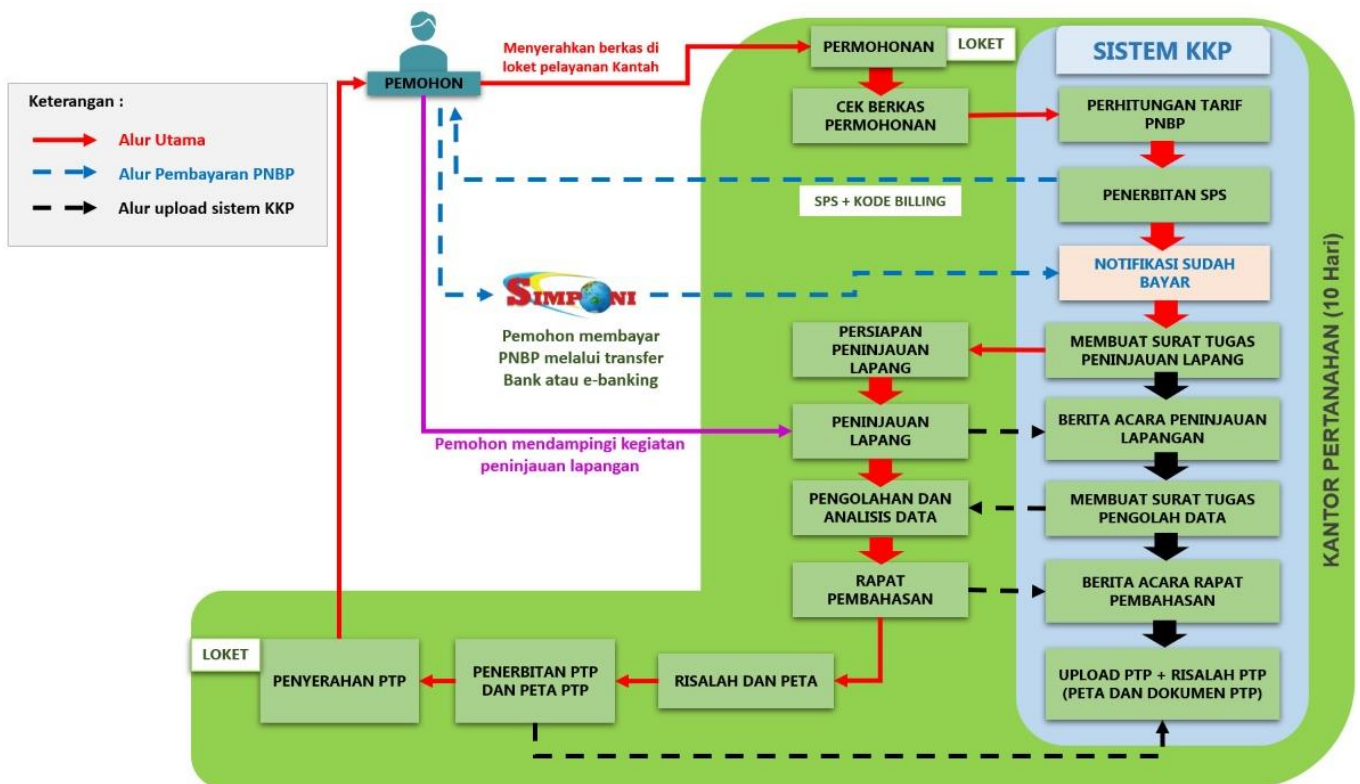 Keterangan :
Alur Utama
Alur Pembayaran PNBP
Alur upload sistem KKP
PEMOHON
Menyerahkan berkas di
loket pelayanan Kantah
PERMOHONAN
LOKET
CEK BERKAS
PERMOHONAN
SISTEM KKP
PERHITUNGAN TARIF
PNBP
PENERBITAN SPS
SPS + KODE BILLING
NOTIFIKASI SUDAH
BAYAR
SIMPONI
Pemohon membayar
PNBP melalui transfer
Bank atau e-banking
MEMBUAT SURAT TUGAS
PENINJAUAN LAPANG
PERSIAPAN
PENINJAUAN
LAPANG
PENINJAUAN
LAPANG
Pemohon mendampingi kegiatan
peninjauan lapangan
BERITA ACARA PENINJAUAN
LAPANGAN
MEMBUAT SURAT TUGAS
PENGOLAH DATA
PENGOLAHAN DAN
ANALISIS DATA
RAPAT
PEMBAHASAN
BERITA ACARA RAPAT
PEMBAHASAN
UPLOAD PTP + RISALAH PTP
(PETA DAN DOKUMEN PTP)
RISALAH DAN PETA
PENERBITAN PTP
DAN PETA PTP
LOKET
PENYERAHAN PTP
KANTOR PERTANAHAN (10 Hari)